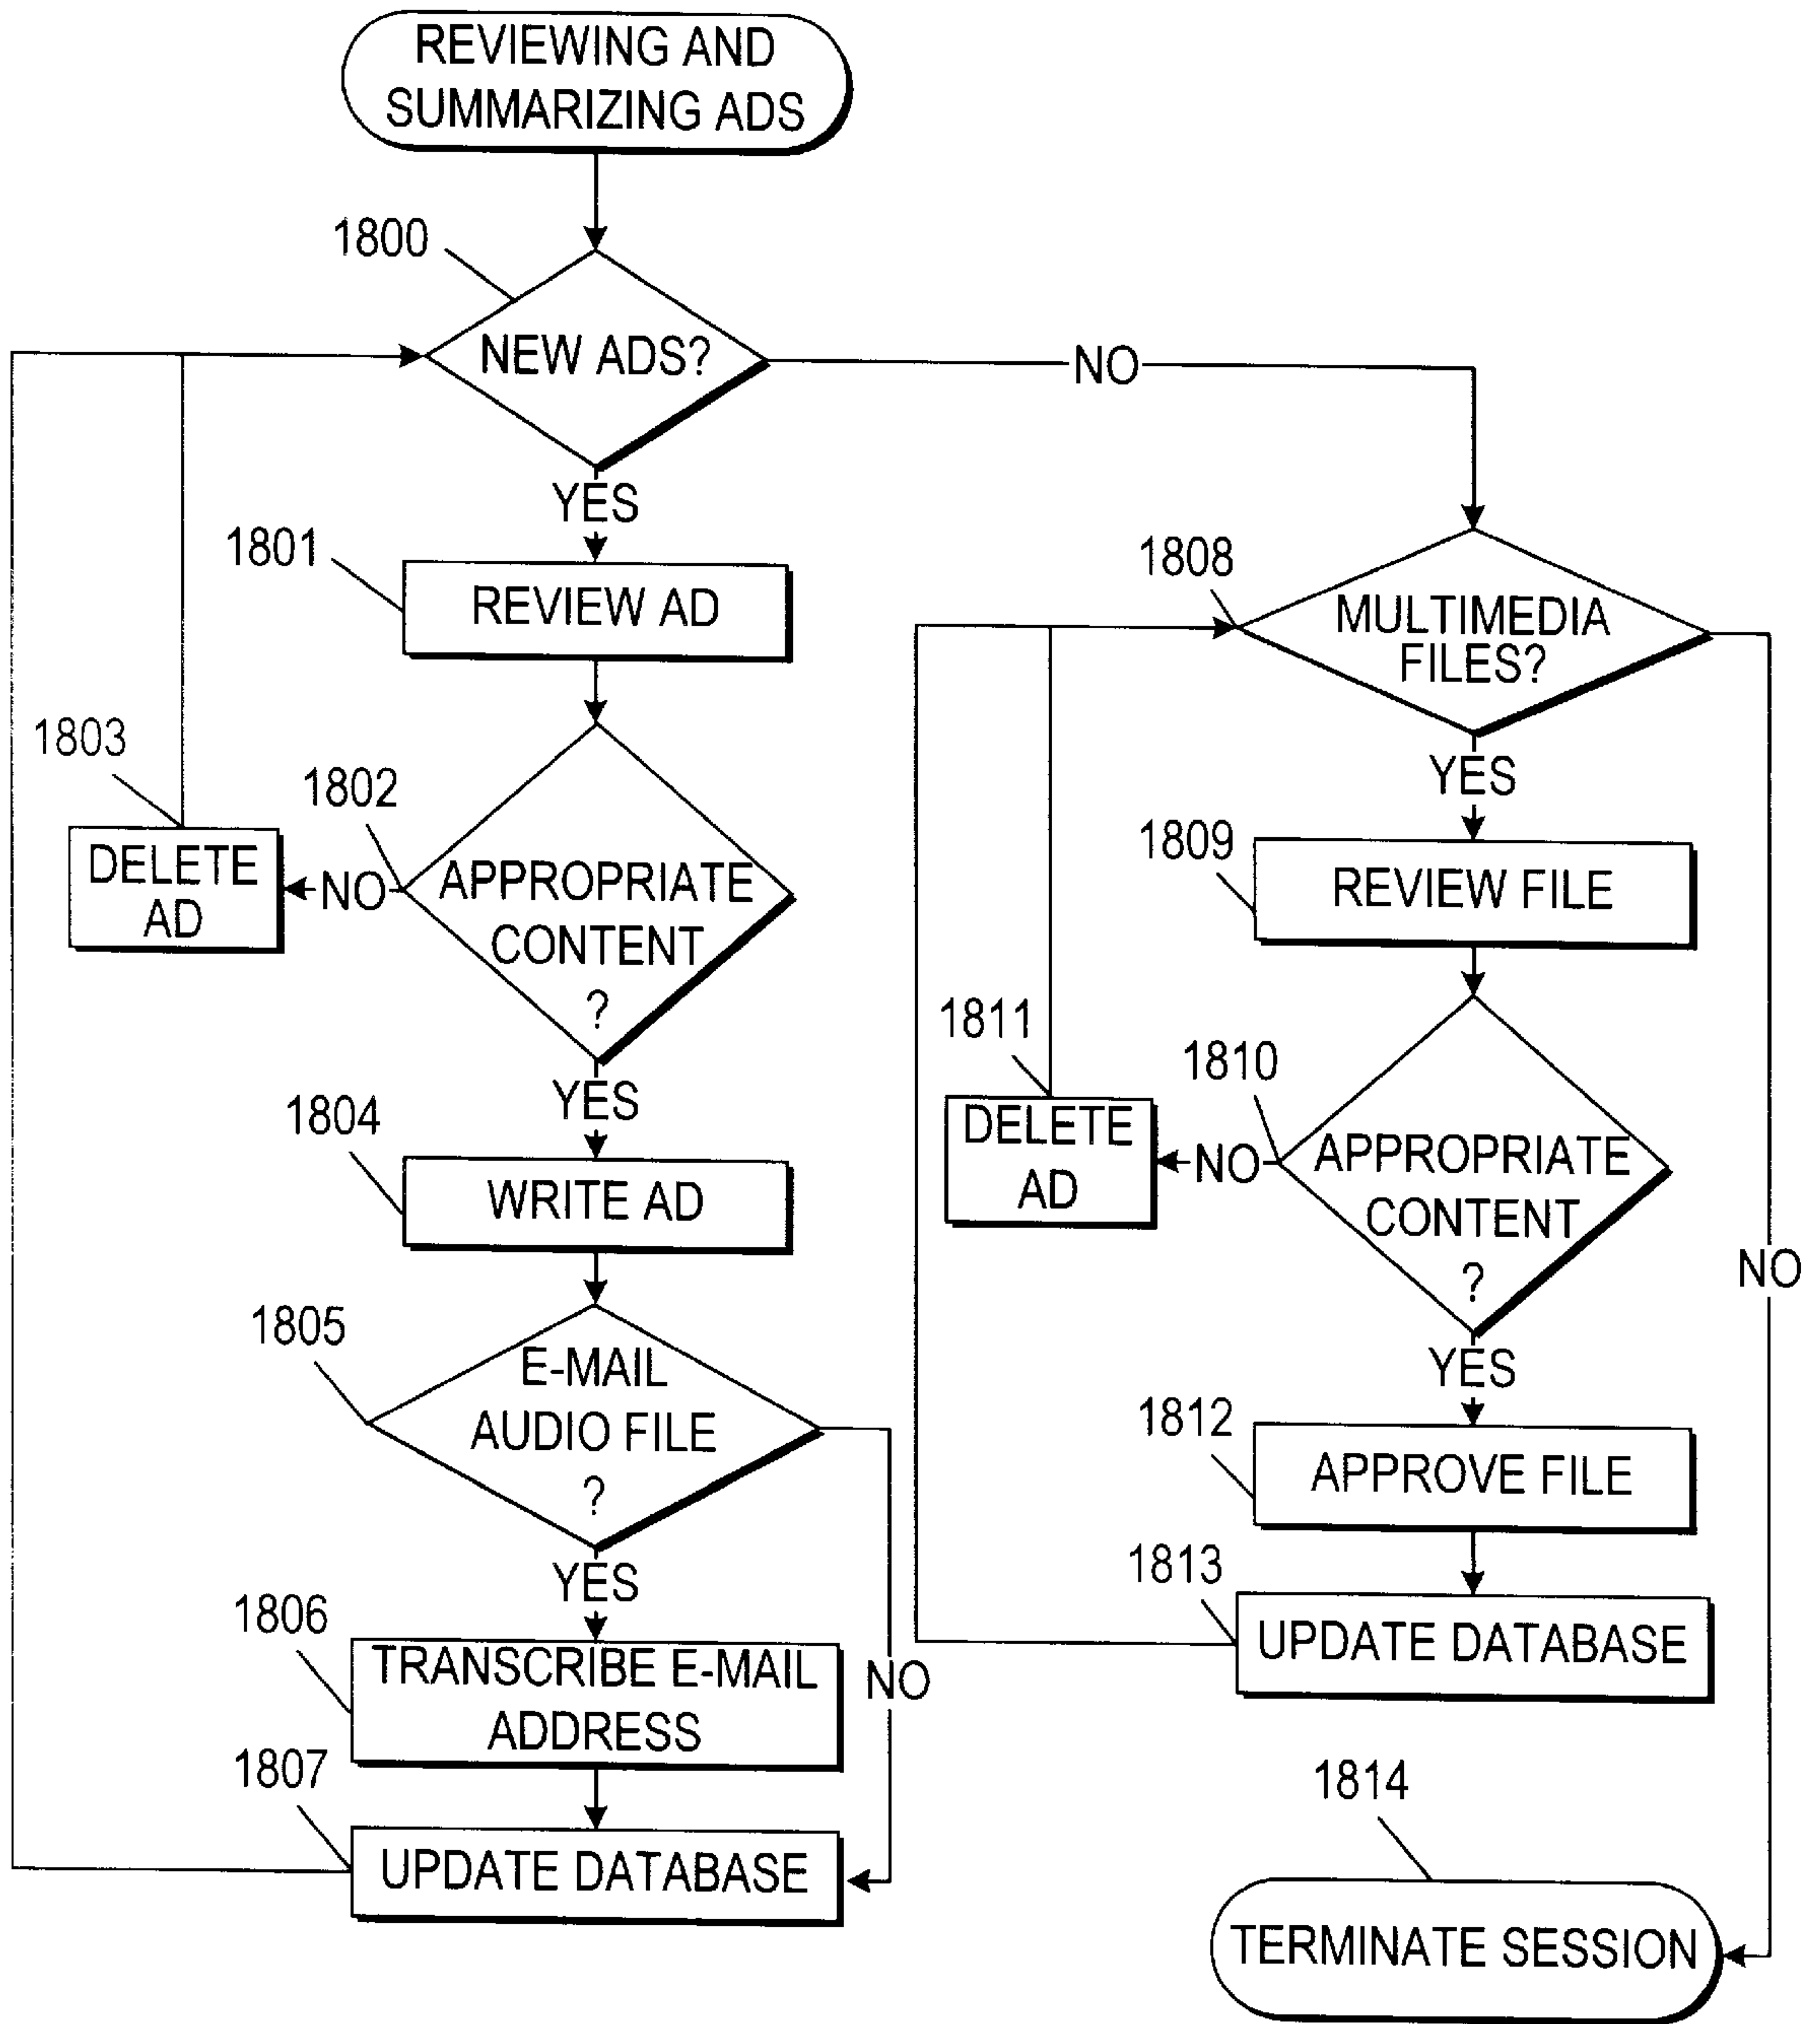 REVIEWING AND
SUMMARIZING ADS
1800
NEW ADS?
NO
YES
1801
REVIEW AD
1803
1802
DELETE
AD
NO
APPROPRIATE
CONTENT
?
YES
1804
WRITE AD
1805
E-MAIL
AUDIO FILE
?
YES
NO
1806
TRANSCRIBE E-MAIL
ADDRESS
1807
UPDATE DATABASE
1808
MULTIMEDIA
FILES?
YES
NO
1809
REVIEW FILE
1811
1810
DELETE
AD
NO
APPROPRIATE
CONTENT
?
YES
1812
APPROVE FILE
1813
UPDATE DATABASE
1814
TERMINATE SESSION